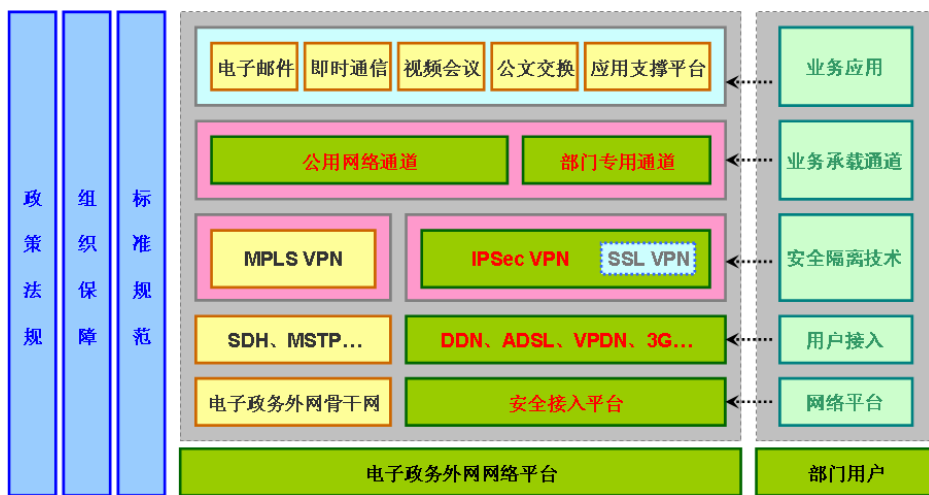 政策法规
组织保障
标准规范
电子邮件
即时通信
视频会议
公文交换
应用支撑平台
业务应用
公用网络通道
部门专用通道
业务承载通道
MPLS VPN
IPSec VPN
SSL VPN
安全隔离技术
SDH、MSTP…
DDN、ADSL、VPDN、3G…
用户接入
电子政务外网骨干网
安全接入平台
网络平台
电子政务外网网络平台
部门用户